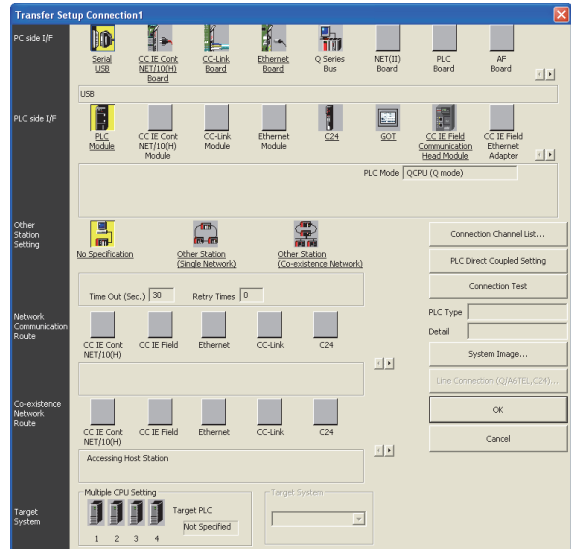 Transfer Setup Connection1
PC side I/F
Serial
USB
CC IE Cont
NET/10(H)
Board
CC-Link
Board
Ethernet
Board
Q Series
Bus
NET(II)
Board
PLC
Board
AF
Board
USB
PLC side I/F
PLC
Module
CC IE Cont
NET/10(H)
Module
CC-Link
Module
Ethernet
Module
C24
GOT
CC IE Field
Communication
Head Module
CC IE Field
Ethernet
Adapter
PLC Mode QCPU (Q mode)
Other
Station
Setting
No Specification
Other Station
(Single Network)
Other Station
(Co-existence Network)
Time Out (Sec.) 30 Retry Times 0
Connection Channel List...
PLC Direct Coupled Setting
Connection Test
PLC Type
Detail
System Image...
Line Connection (Q/A6TEL,C24)...
OK
Cancel
Network
Communication
Route
CC IE Cont
NET/10(H)
CC IE Field
Ethernet
CC-Link
C24
Co-existence
Network
Route
CC IE Cont
NET/10(H)
CC IE Field
Ethernet
CC-Link
C24
Accessing Host Station
Target
System
Multiple CPU Setting
1 2 3 4
Target PLC
Not Specified
Target System